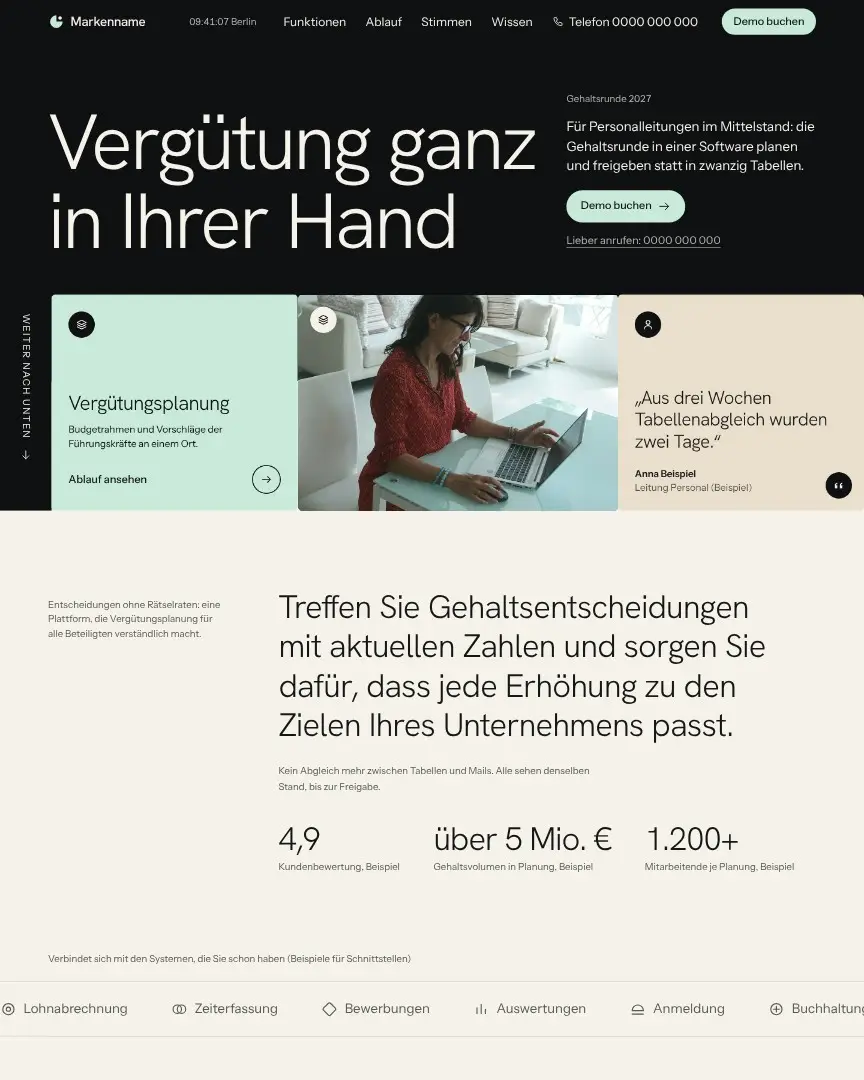 Markenname
09:41:07 Berlin
Funktionen
Ablauf
Stimmen
Wissen
Telefon 0000 000 000
Demo buchen
Vergütung ganz
in Ihrer Hand
Gehaltsrunde 2027
Für Personalleitungen im Mittelstand: die
Gehaltsrunde in einer Software planen
und freigeben statt in zwanzig Tabellen.
Demo buchen →
Lieber anrufen: 0000 000 000
WEITER NACH UNTEN →
Vergütungsplanung
Budgetrahmen und Vorschläge der
Führungskräfte an einem Ort.
Ablauf ansehen
„Aus drei Wochen
Tabellenabgleich wurden
zwei Tage.“
Anna Beispiel
Leitung Personal (Beispiel)
Entscheidungen ohne Rätselraten: eine
Plattform, die Vergütungsplanung für
alle Beteiligten verständlich macht.
Treffen Sie Gehaltsentscheidungen
mit aktuellen Zahlen und sorgen Sie
dafür, dass jede Erhöhung zu den
Zielen Ihres Unternehmens passt.
Kein Abgleich mehr zwischen Tabellen und Mails. Alle sehen denselben
Stand, bis zur Freigabe.
4,9
Kundenbewertung, Beispiel
über 5 Mio. €
Gehaltsvolumen in Planung, Beispiel
1.200+
Mitarbeitende je Planung, Beispiel
Verbindet sich mit den Systemen, die Sie schon haben (Beispiele für Schnittstellen)
Lohnabrechnung
Zeiterfassung
Bewerbungen
Auswertungen
Anmeldung
Buchhaltung